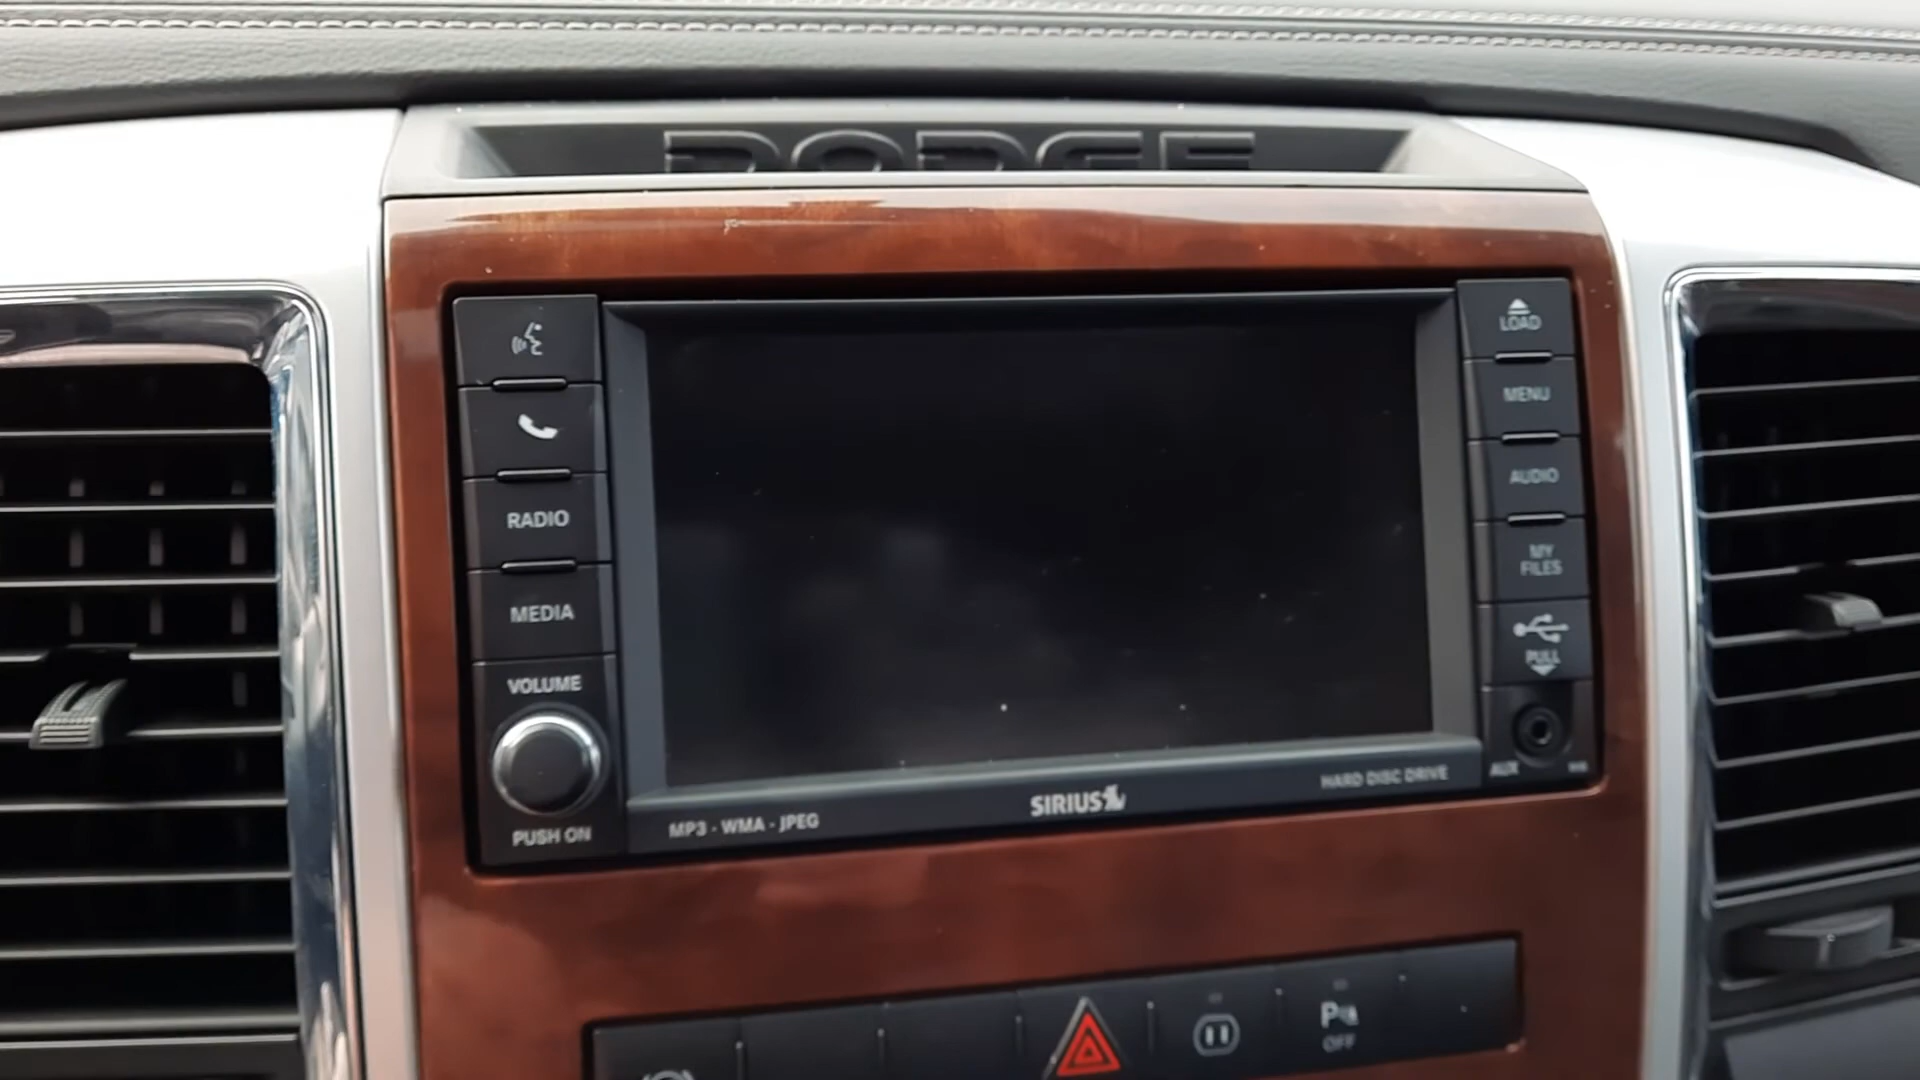 DODGE
LOAD
MENU
AUDIO
MY
FILES
PULL
AUX
RADIO
MEDIA
VOLUME
PUSH ON
MP3 - WMA - JPEG
SIRIUS
HARD DISC DRIVE
P
OFF